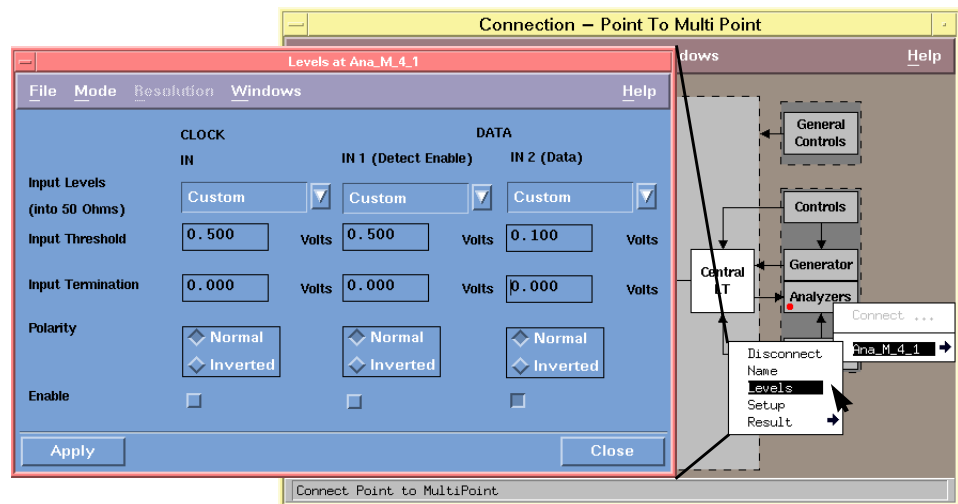 Connection – Point To Multi Point
dows Help
Levels at Ana_M_4_1
File Mode Resolution Windows Help
CLOCK DATA
IN IN 1 (Detect Enable) IN 2 (Data)
Input Levels
(into 50 Ohms)
Custom Custom Custom
Input Threshold 0.500 Volts 0.500 Volts 0.100 Volts
Input Termination 0.000 Volts 0.000 Volts 0.000 Volts
Polarity
Normal Normal Normal
Inverted Inverted Inverted
Enable
Apply Close
General
Controls
Controls
Central
Generator
Analyzers
Connect ...
Ana_M_4_1
Disconnect
Name
Levels
Setup
Result
Connect Point to MultiPoint